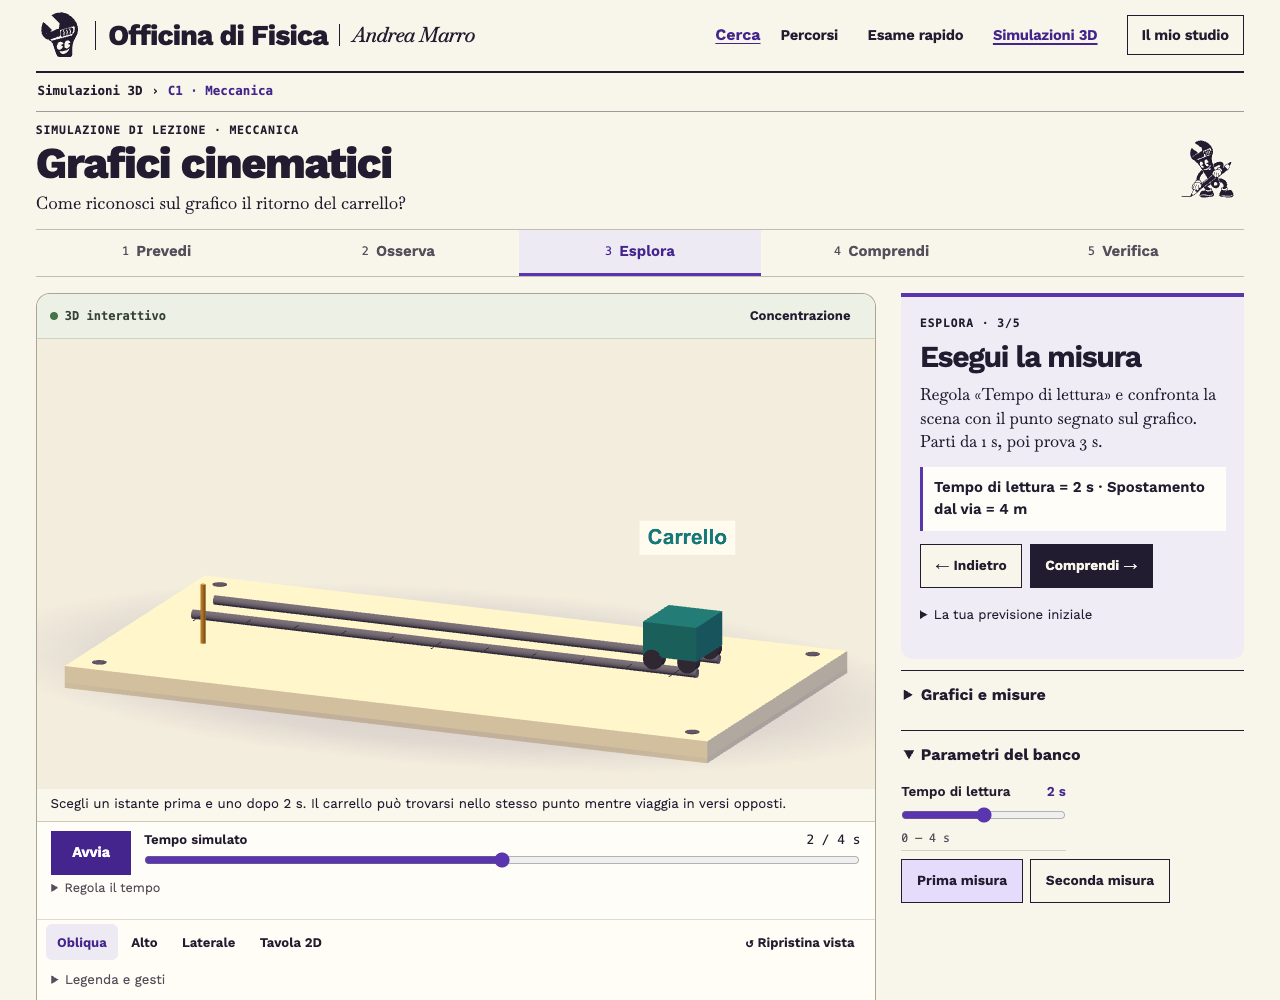 Officina di Fisica
Andrea Marro
Cerca
Percorsi
Esame rapido
Simulazioni 3D
Il mio studio
Simulazioni 3D › C1 · Meccanica
SIMULAZIONE DI LEZIONE · MECCANICA
Grafici cinematici
Come riconosci sul grafico il ritorno del carrello?
1 Prevedi
2 Osserva
3 Esplora
4 Comprendi
5 Verifica
3D interattivo
Concentrazione
Carrello
Scegli un istante prima e uno dopo 2 s. Il carrello può trovarsi nello stesso punto mentre viaggia in versi opposti.
Avvia
Tempo simulato
2 / 4 s
▶ Regola il tempo
Obliqua
Alto
Laterale
Tavola 2D
↺ Ripristina vista
▶ Legenda e gesti
ESPLORA · 3/5
Esegui la misura
Regola «Tempo di lettura» e confronta la
scena con il punto segnato sul grafico.
Parti da 1 s, poi prova 3 s.
Tempo di lettura = 2 s · Spostamento
dal via = 4 m
← Indietro
Comprendi →
▶ La tua previsione iniziale
▶ Grafici e misure
▼ Parametri del banco
Tempo di lettura
2 s
0 — 4 s
Prima misura
Seconda misura